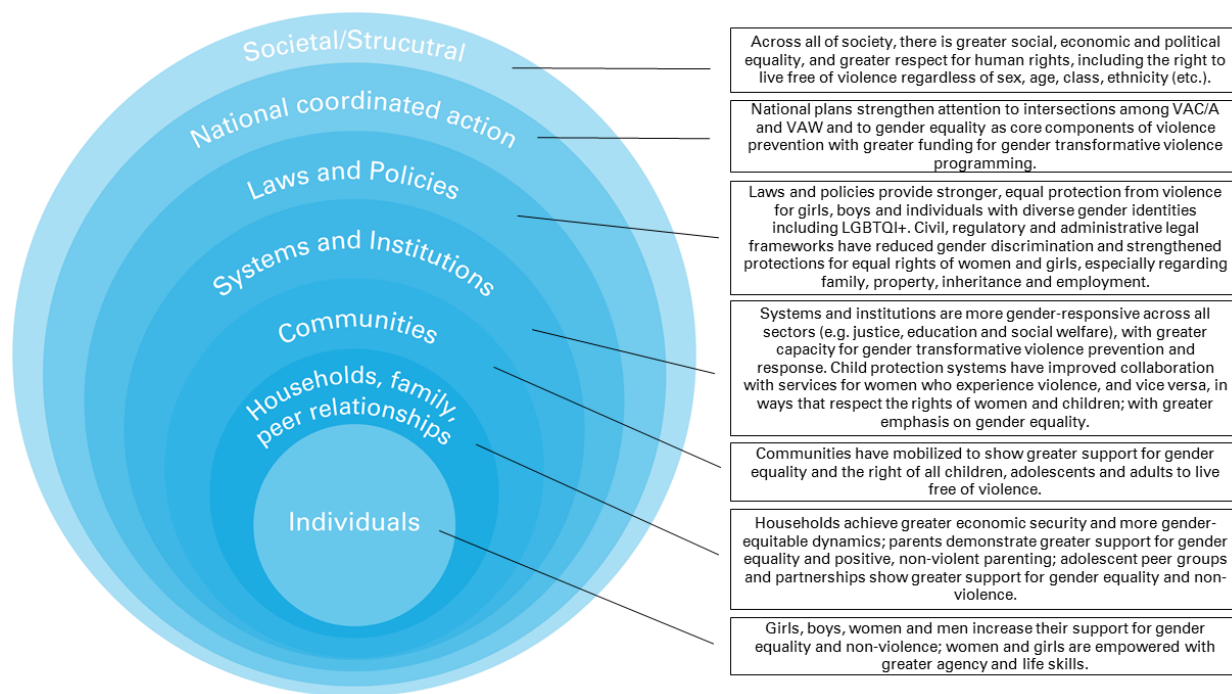 Societal/Strucutral
National coordinated action
Laws and Policies
Systems and Institutions
Communities
Households, family,
peer relationships
Individuals
Across all of society, there is greater social, economic and political
equality, and greater respect for human rights, including the right to
live free of violence regardless of sex, age, class, ethnicity (etc.).
National plans strengthen attention to intersections among VAC/A
and VAW and to gender equality as core components of violence
prevention with greater funding for gender transformative violence
programming.
Laws and policies provide stronger, equal protection from violence
for girls, boys and individuals with diverse gender identities
including LGBTQI+. Civil, regulatory and administrative legal
frameworks have reduced gender discrimination and strengthened
protections for equal rights of women and girls, especially regarding
family, property, inheritance and employment.
Systems and institutions are more gender-responsive across all
sectors (e.g. justice, education and social welfare), with greater
capacity for gender transformative violence prevention and
response. Child protection systems have improved collaboration
with services for women who experience violence, and vice versa, in
ways that respect the rights of women and children; with greater
emphasis on gender equality.
Communities have mobilized to show greater support for gender
equality and the right of all children, adolescents and adults to live
free of violence.
Households achieve greater economic security and more gender-
equitable dynamics; parents demonstrate greater support for gender
equality and positive, non-violent parenting; adolescent peer groups
and partnerships show greater support for gender equality and non-
violence.
Girls, boys, women and men increase their support for gender
equality and non-violence; women and girls are empowered with
greater agency and life skills.